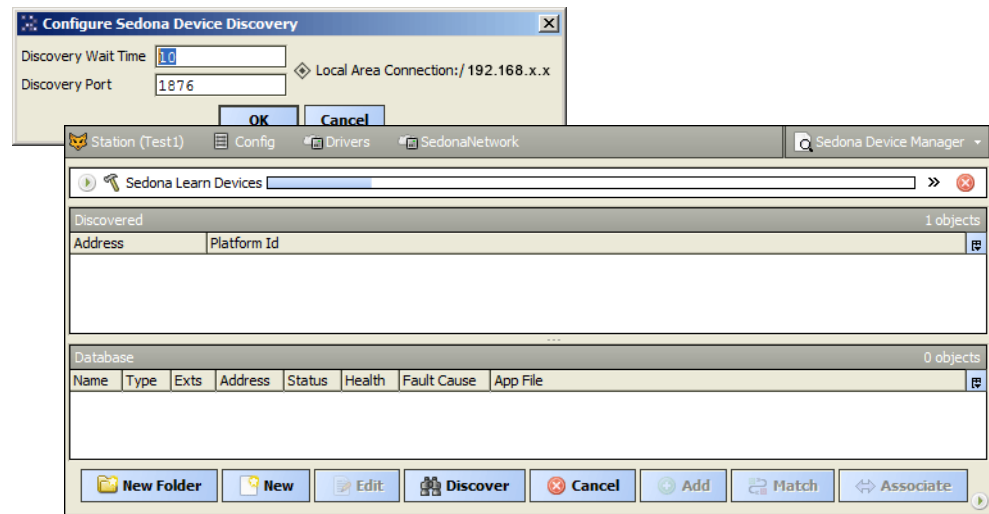 Configure Sedona Device Discovery
Discovery Wait Time 10
Local Area Connection:/192.168.x.x
Discovery Port 1876
OK Cancel
Station (Test1) Config Drivers SedonaNetwork Sedona Device Manager
Sedona Learn Devices »
Discovered 1 objects
Address Platform Id
Database 0 objects
Name Type Exts Address Status Health Fault Cause App File
New Folder New Edit Discover Cancel Add Match Associate